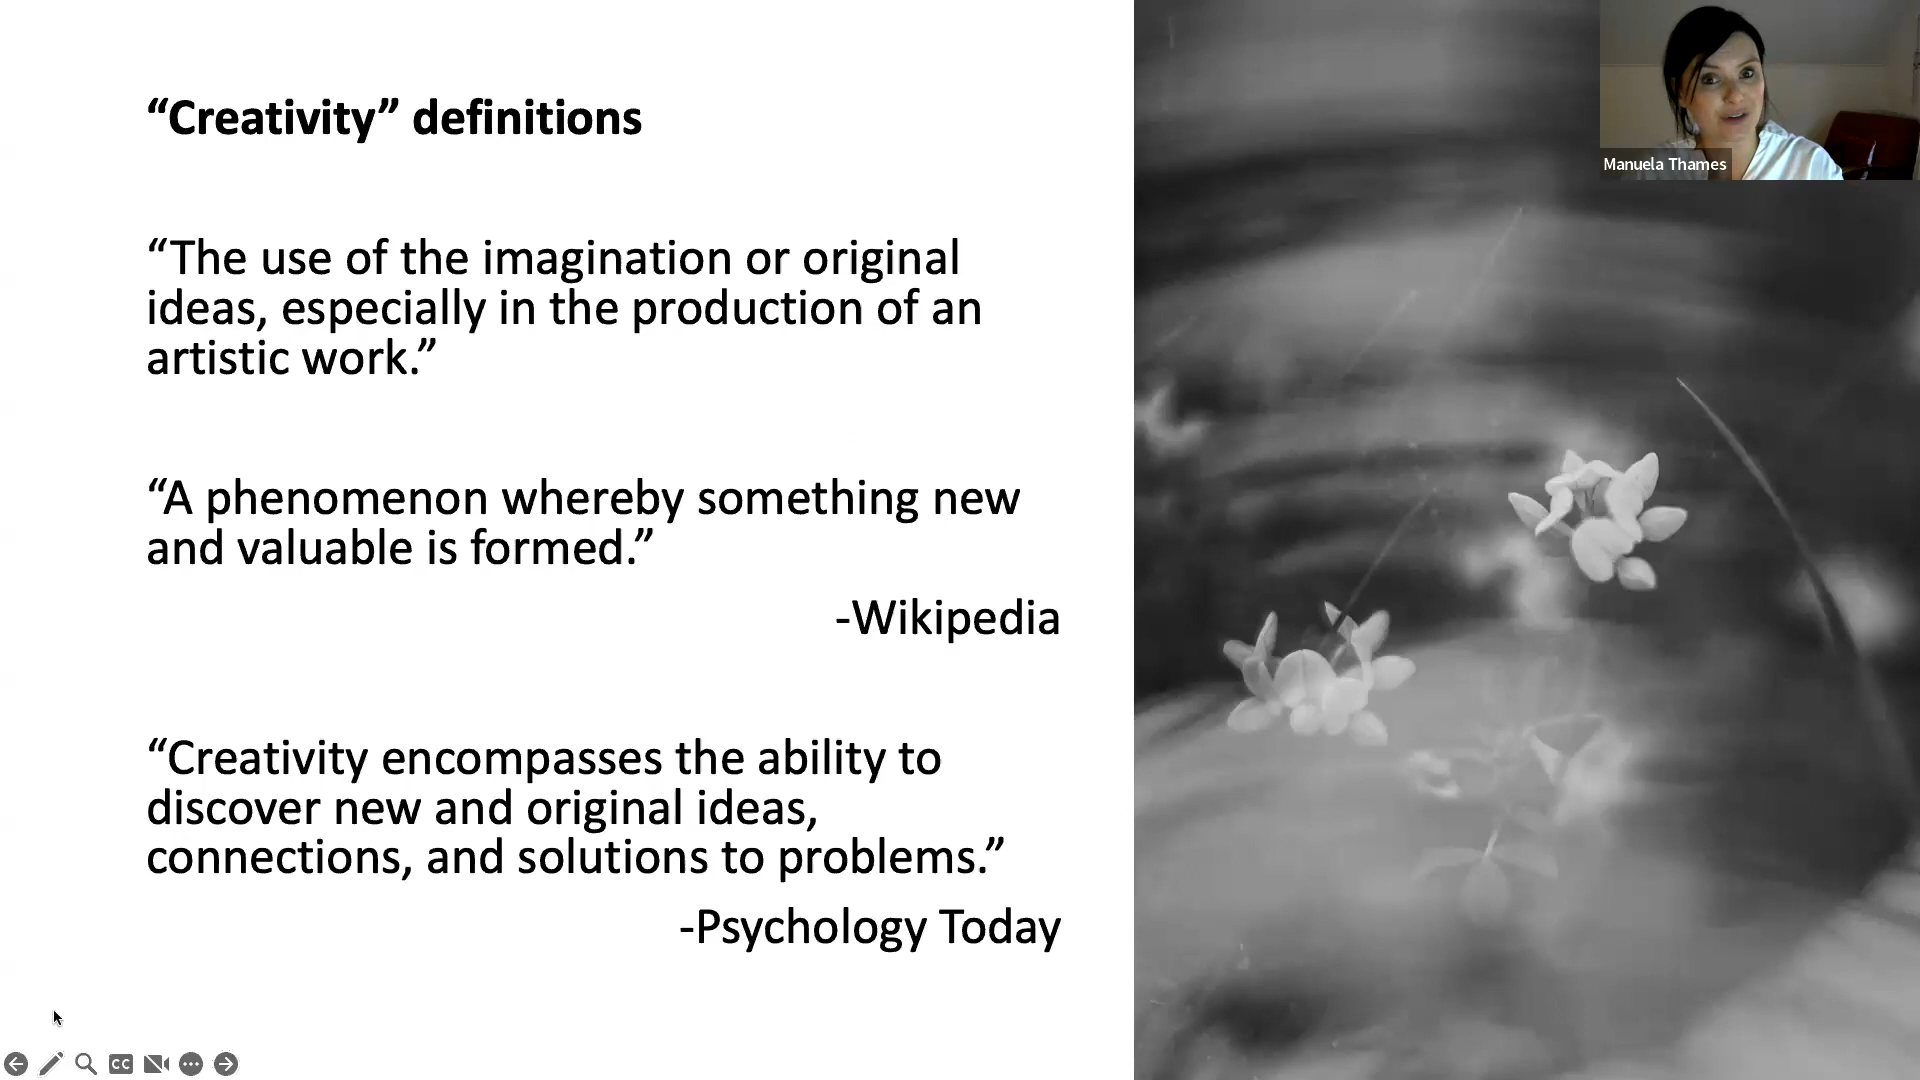 “Creativity” definitions
“The use of the imagination or original
ideas, especially in the production of an
artistic work.”
“A phenomenon whereby something new
and valuable is formed.”
-Wikipedia
“Creativity encompasses the ability to
discover new and original ideas,
connections, and solutions to problems.”
-Psychology Today
Manuela Thames
CC